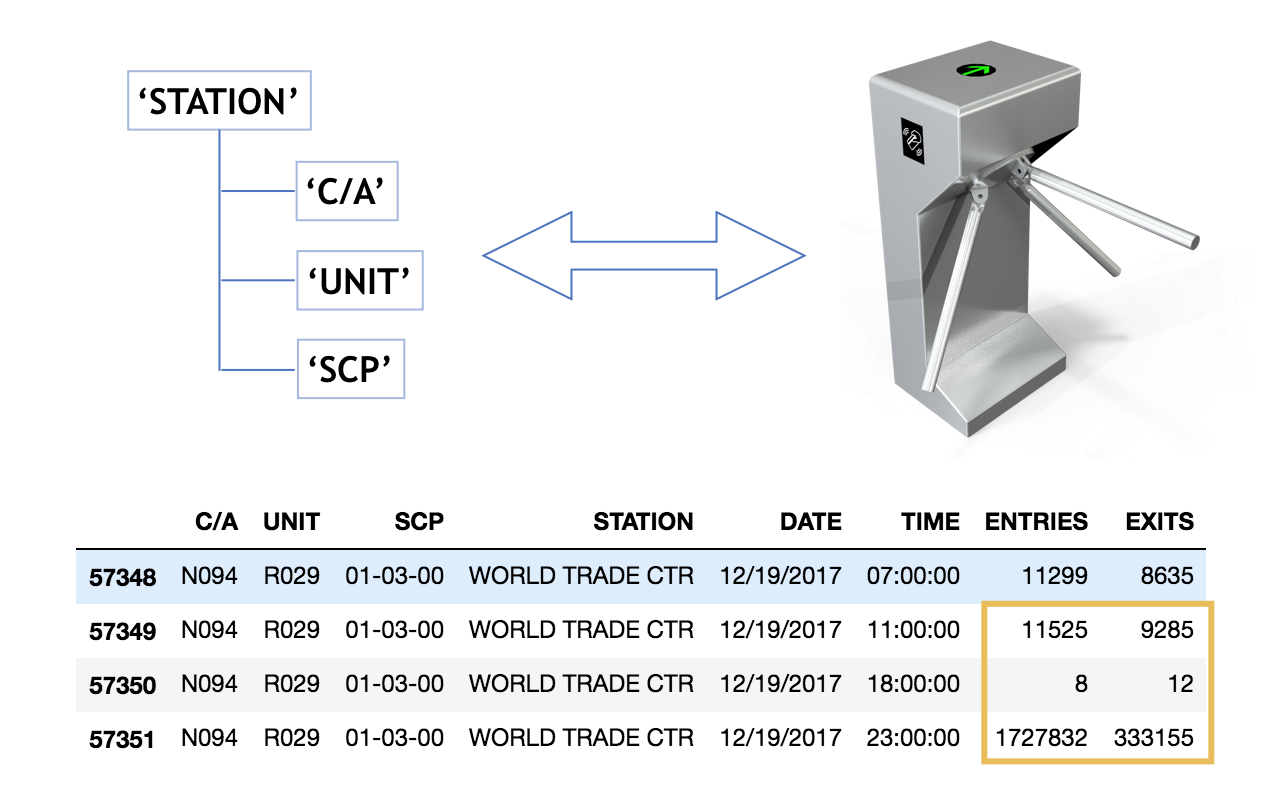 ‘STATION’
‘C/A’
‘UNIT’
‘SCP’
C/A UNIT SCP STATION DATE TIME ENTRIES EXITS
57348 N094 R029 01-03-00 WORLD TRADE CTR 12/19/2017 07:00:00 11299 8635
57349 N094 R029 01-03-00 WORLD TRADE CTR 12/19/2017 11:00:00 11525 9285
57350 N094 R029 01-03-00 WORLD TRADE CTR 12/19/2017 18:00:00 8 12
57351 N094 R029 01-03-00 WORLD TRADE CTR 12/19/2017 23:00:00 1727832 333155